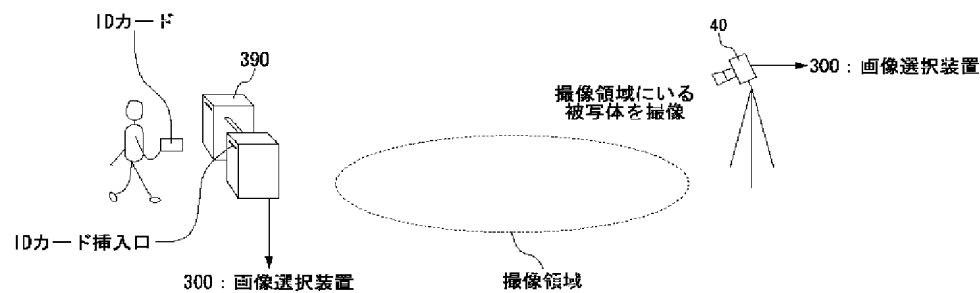 IDカード
390
40
300:画像選択装置
撮像領域にいる
被写体を撮像
IDカード挿入口
300:画像選択装置
撮像領域